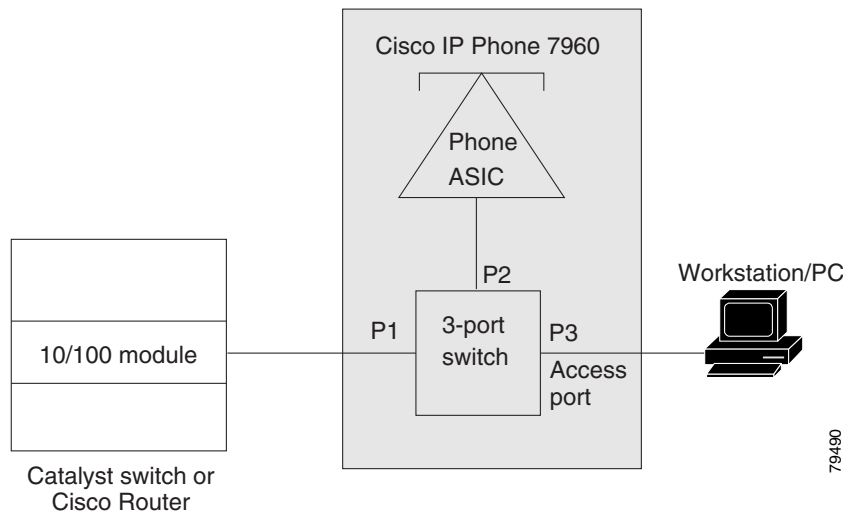 Cisco IP Phone 7960
Phone
ASIC
P2
Workstation/PC
P1
3-port
switch
P3
10/100 module
Access
port
Catalyst switch or
Cisco Router
79490